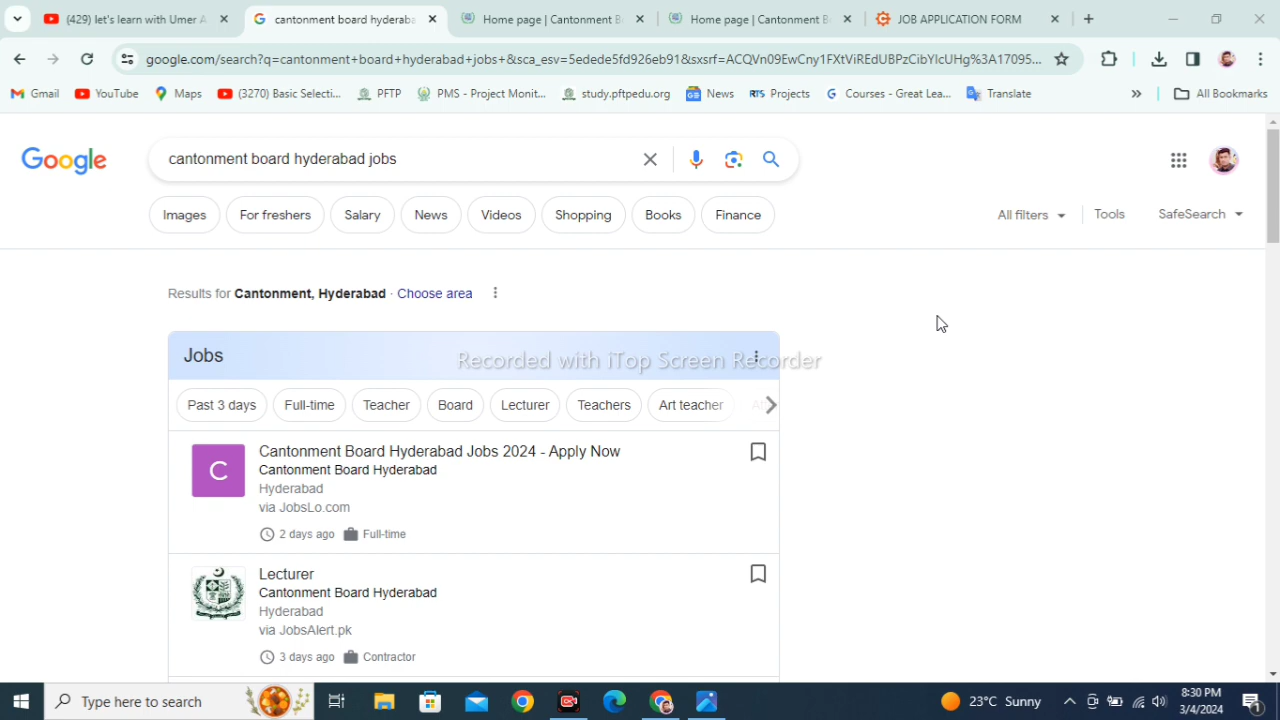 (429) let's learn with Umer A
cantonment board hyderaba
Home page | Cantonment B
Home page | Cantonment B
JOB APPLICATION FORM
google.com/search?q=cantonment+board+hyderabad+jobs+&sca_esv=5edede5fd926eb91&sxsrf=ACQVn09EwCny1FXtViREdUBPzCibYlcUHg%3A17095...
Gmail
YouTube
Maps
(3270) Basic Selecti...
PFTP
PMS - Project Monit...
study.pftpedu.org
News
RTS Projects
Courses - Great Lea...
Translate
All Bookmarks
Google
cantonment board hyderabad jobs
Images
For freshers
Salary
News
Videos
Shopping
Books
Finance
All filters
Tools
SafeSearch
Results for Cantonment, Hyderabad · Choose area
Jobs
Recorded with iTop Screen Recorder
Past 3 days
Full-time
Teacher
Board
Lecturer
Teachers
Art teacher
C
Cantonment Board Hyderabad Jobs 2024 - Apply Now
Cantonment Board Hyderabad
Hyderabad
via JobsLo.com
2 days ago
Full-time
Lecturer
Cantonment Board Hyderabad
Hyderabad
via JobsAlert.pk
3 days ago
Contractor
Type here to search
23°C Sunny
8:30 PM
3/4/2024
1